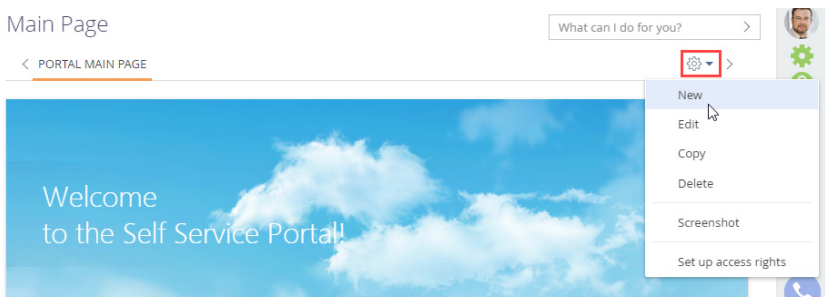 Main Page
What can I do for you?
PORTAL MAIN PAGE
New
Edit
Copy
Delete
Screenshot
Set up access rights
Welcome
to the Self Service Portal!